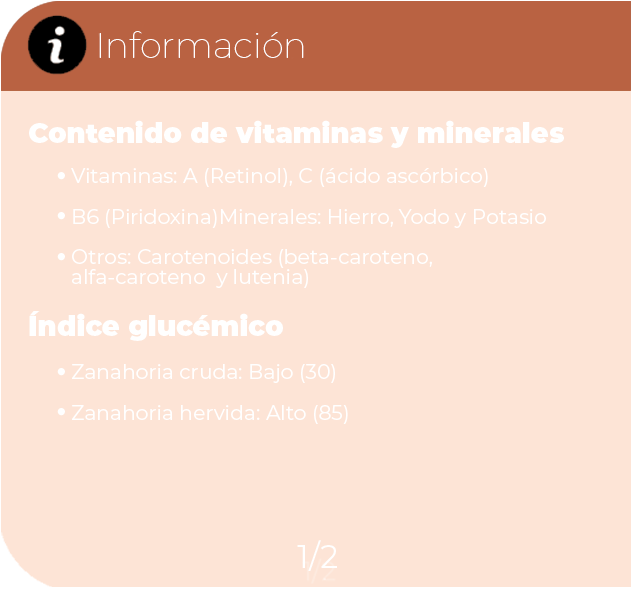 i Información
Contenido de vitaminas y minerales
• Vitaminas: A (Retinol), C (ácido ascórbico)
• B6 (Piridoxina)Minerales: Hierro, Yodo y Potasio
• Otros: Carotenoides (beta-caroteno,
alfa-caroteno y lutenia)
Índice glucémico
• Zanahoria cruda: Bajo (30)
• Zanahoria hervida: Alto (85)
1/2